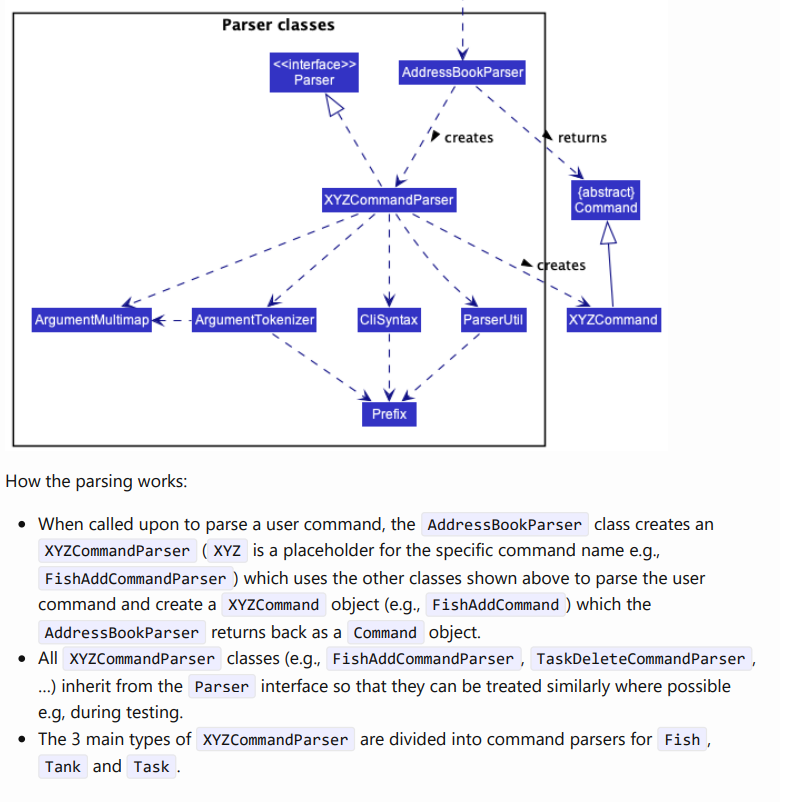 Parser classes
<<interface>>
Parser
AddressBookParser
creates
returns
{abstract}
Command
XYZCommandParser
creates
ArgumentMultimap
ArgumentTokenizer
CliSyntax
ParserUtil
XYZCommand
Prefix
How the parsing works:
• When called upon to parse a user command, the AddressBookParser class creates an
XYZCommandParser ( XYZ is a placeholder for the specific command name e.g.,
FishAddCommandParser ) which uses the other classes shown above to parse the user
command and create a XYZCommand object (e.g., FishAddCommand ) which the
AddressBookParser returns back as a Command object.
• All XYZCommandParser classes (e.g., FishAddCommandParser , TaskDeleteCommandParser ,
…) inherit from the Parser interface so that they can be treated similarly where possible
e.g, during testing.
• The 3 main types of XYZCommandParser are divided into command parsers for Fish ,
Tank and Task .